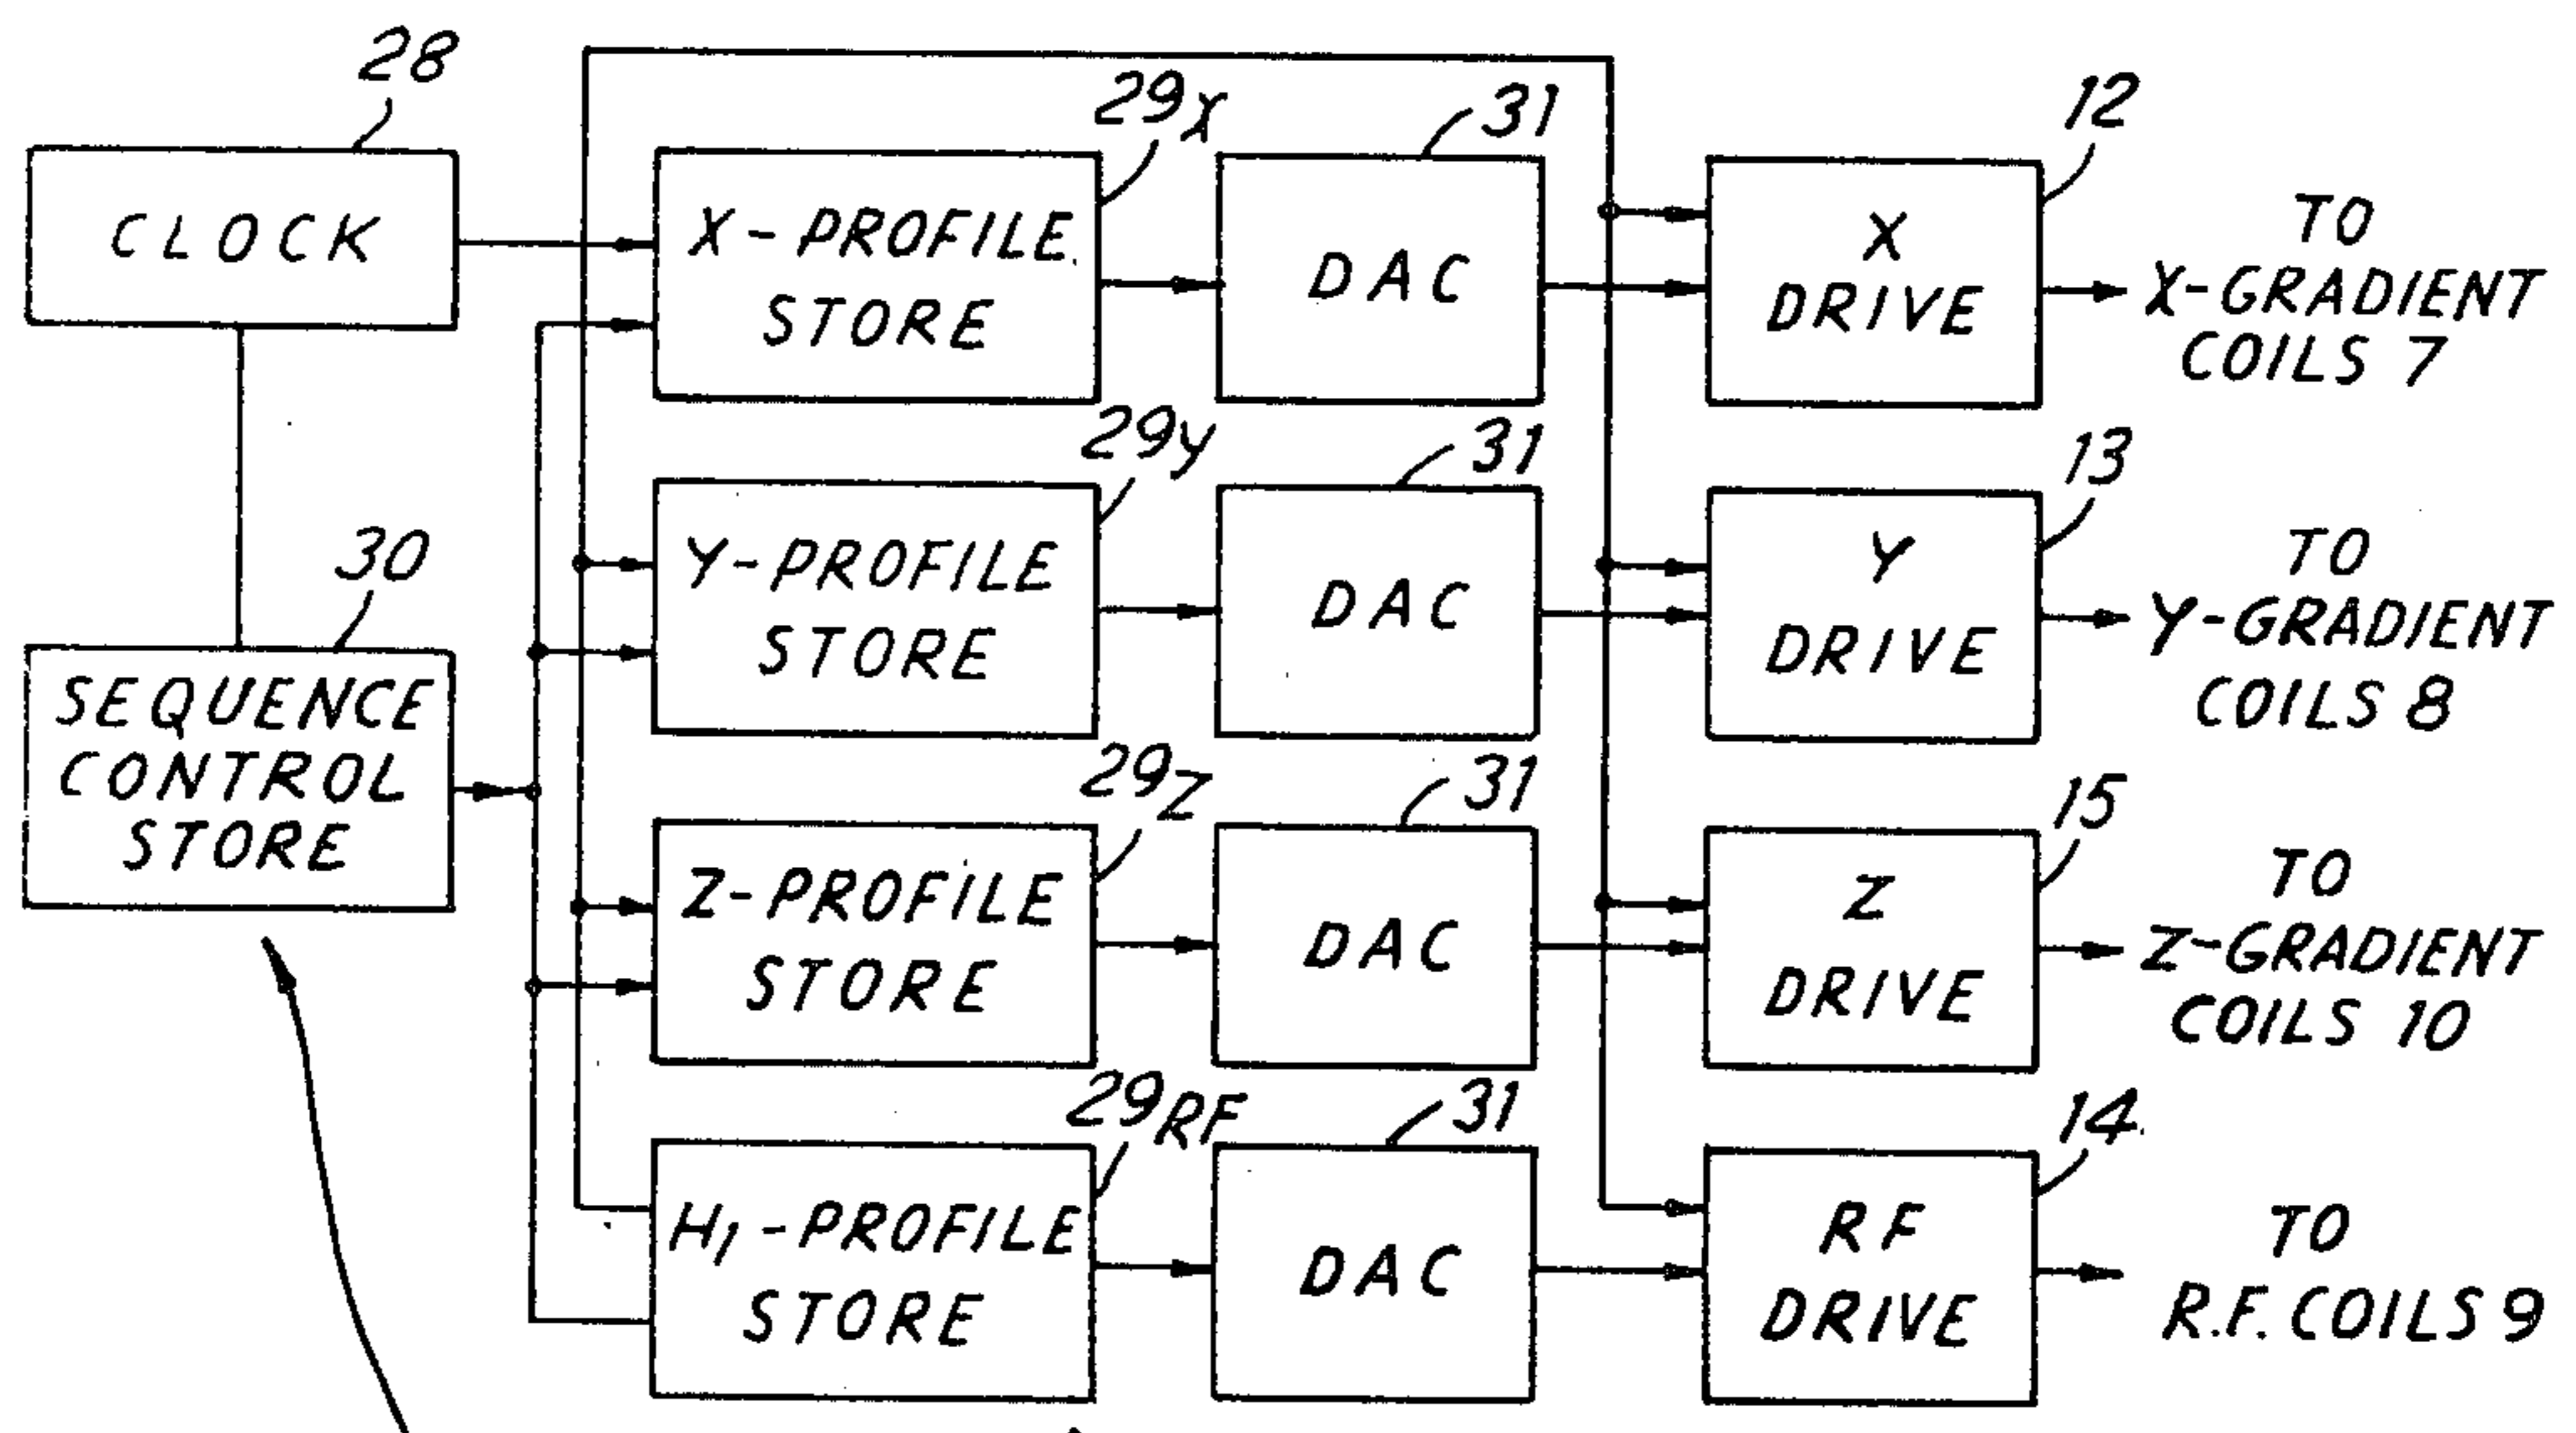 28
CLOCK
29X
X-PROFILE
STORE
31
DAC
12
X
DRIVE
TO
X-GRADIENT
COILS 7
30
SEQUENCE
CONTROL
STORE
29Y
Y-PROFILE
STORE
31
DAC
13
Y
DRIVE
TO
Y-GRADIENT
COILS 8
29Z
Z-PROFILE
STORE
31
DAC
15
Z
DRIVE
TO
Z-GRADIENT
COILS 10
29RF
H1-PROFILE
STORE
31
DAC
14
RF
DRIVE
TO
R.F. COILS 9